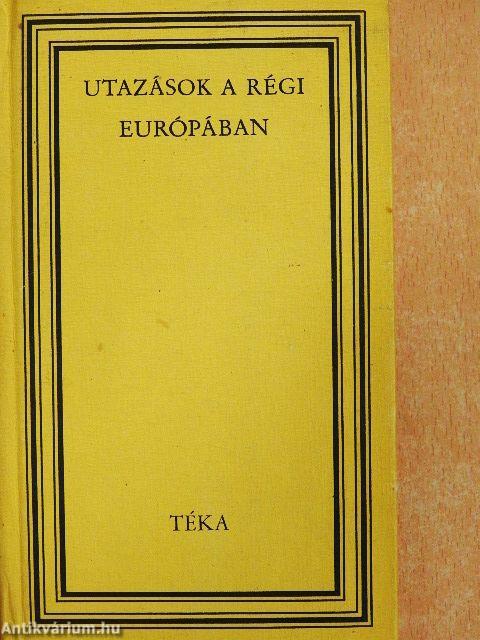 UTAZÁSOK A RÉGI
EURÓPÁBAN
TÉKA
Antikvárium.hu